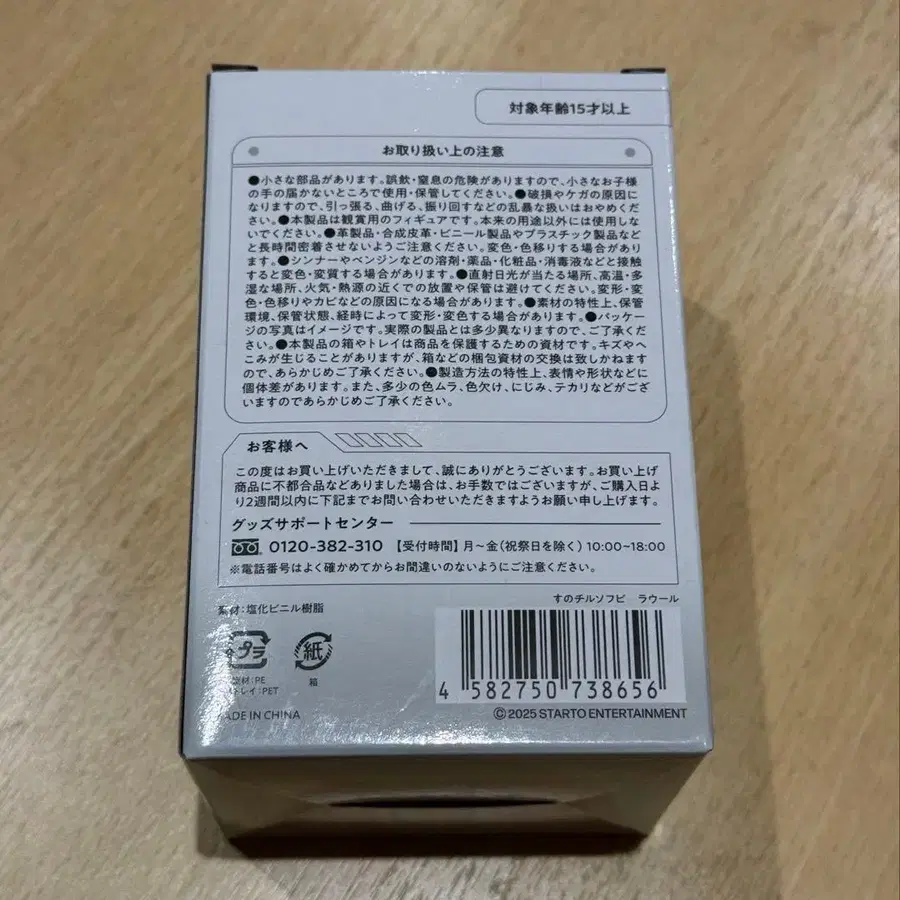 対象年齢15才以上
お取り扱い上の注意
●小さな部品があります。誤飲・窒息の危険がありますので、小さなお子様
の手の届かないところで使用・保管してください。●破損やケガの原因に
なりますので、引っ張る、曲げる、振り回すなどの乱暴な扱いはおやめくだ
さい。●本製品は観賞用のフィギュアです。本来の用途以外には使用しな
いでください。●革製品・合成皮革・ビニール製品やプラスチック製品など
と長時間密着させないようご注意ください。変色・色移りする場合があり
ます。●シンナーやベンジンなどの溶剤・薬品・化粧品・消毒液などと接触
すると変色・変質する場合があります。●直射日光が当たる場所、高温・多
湿な場所、火気・熱源の近くでの放置や保管は避けてください。変形・変
色・色移りやカビなどの原因になる場合があります。●素材の特性上、保管
環境、保管状態、経時によって変形・変色する場合があります。●パッケ
ージの写真はイメージです。実際の製品とは多少異なりますので、ご了承くだ
さい。●本製品の箱やトレイは商品を保護するための資材です。キズやへ
こみが生じることがありますが、箱などの梱包資材の交換は致しかねます
ので、あらかじめご了承ください。●製造方法の特性上、表情や形状などに
個体差があります。また、多少の色ムラ、色欠け、にじみ、テカリなどがござ
いますのであらかじめご了承ください。
お客様へ
この度はお買い上げいただきまして、誠にありがとうございます。お買い上げ
商品に不都合品などありました場合は、お手数ではございますが、ご購入日よ
り2週間以内に下記までお問い合わせいただきますようお願い申し上げます。
グッズサポートセンター
0120-382-310 【受付時間】月～金(祝祭日を除く)10:00~18:00
※電話番号はよく確かめてからお間違いのないようにご注意ください。
すのチルソフビ ラウール
素材:塩化ビニル樹脂
プラ
紙
袋材:PE
トレイ:PET
箱
4 582750 738656
MADE IN CHINA
©2025 STARTO ENTERTAINMENT